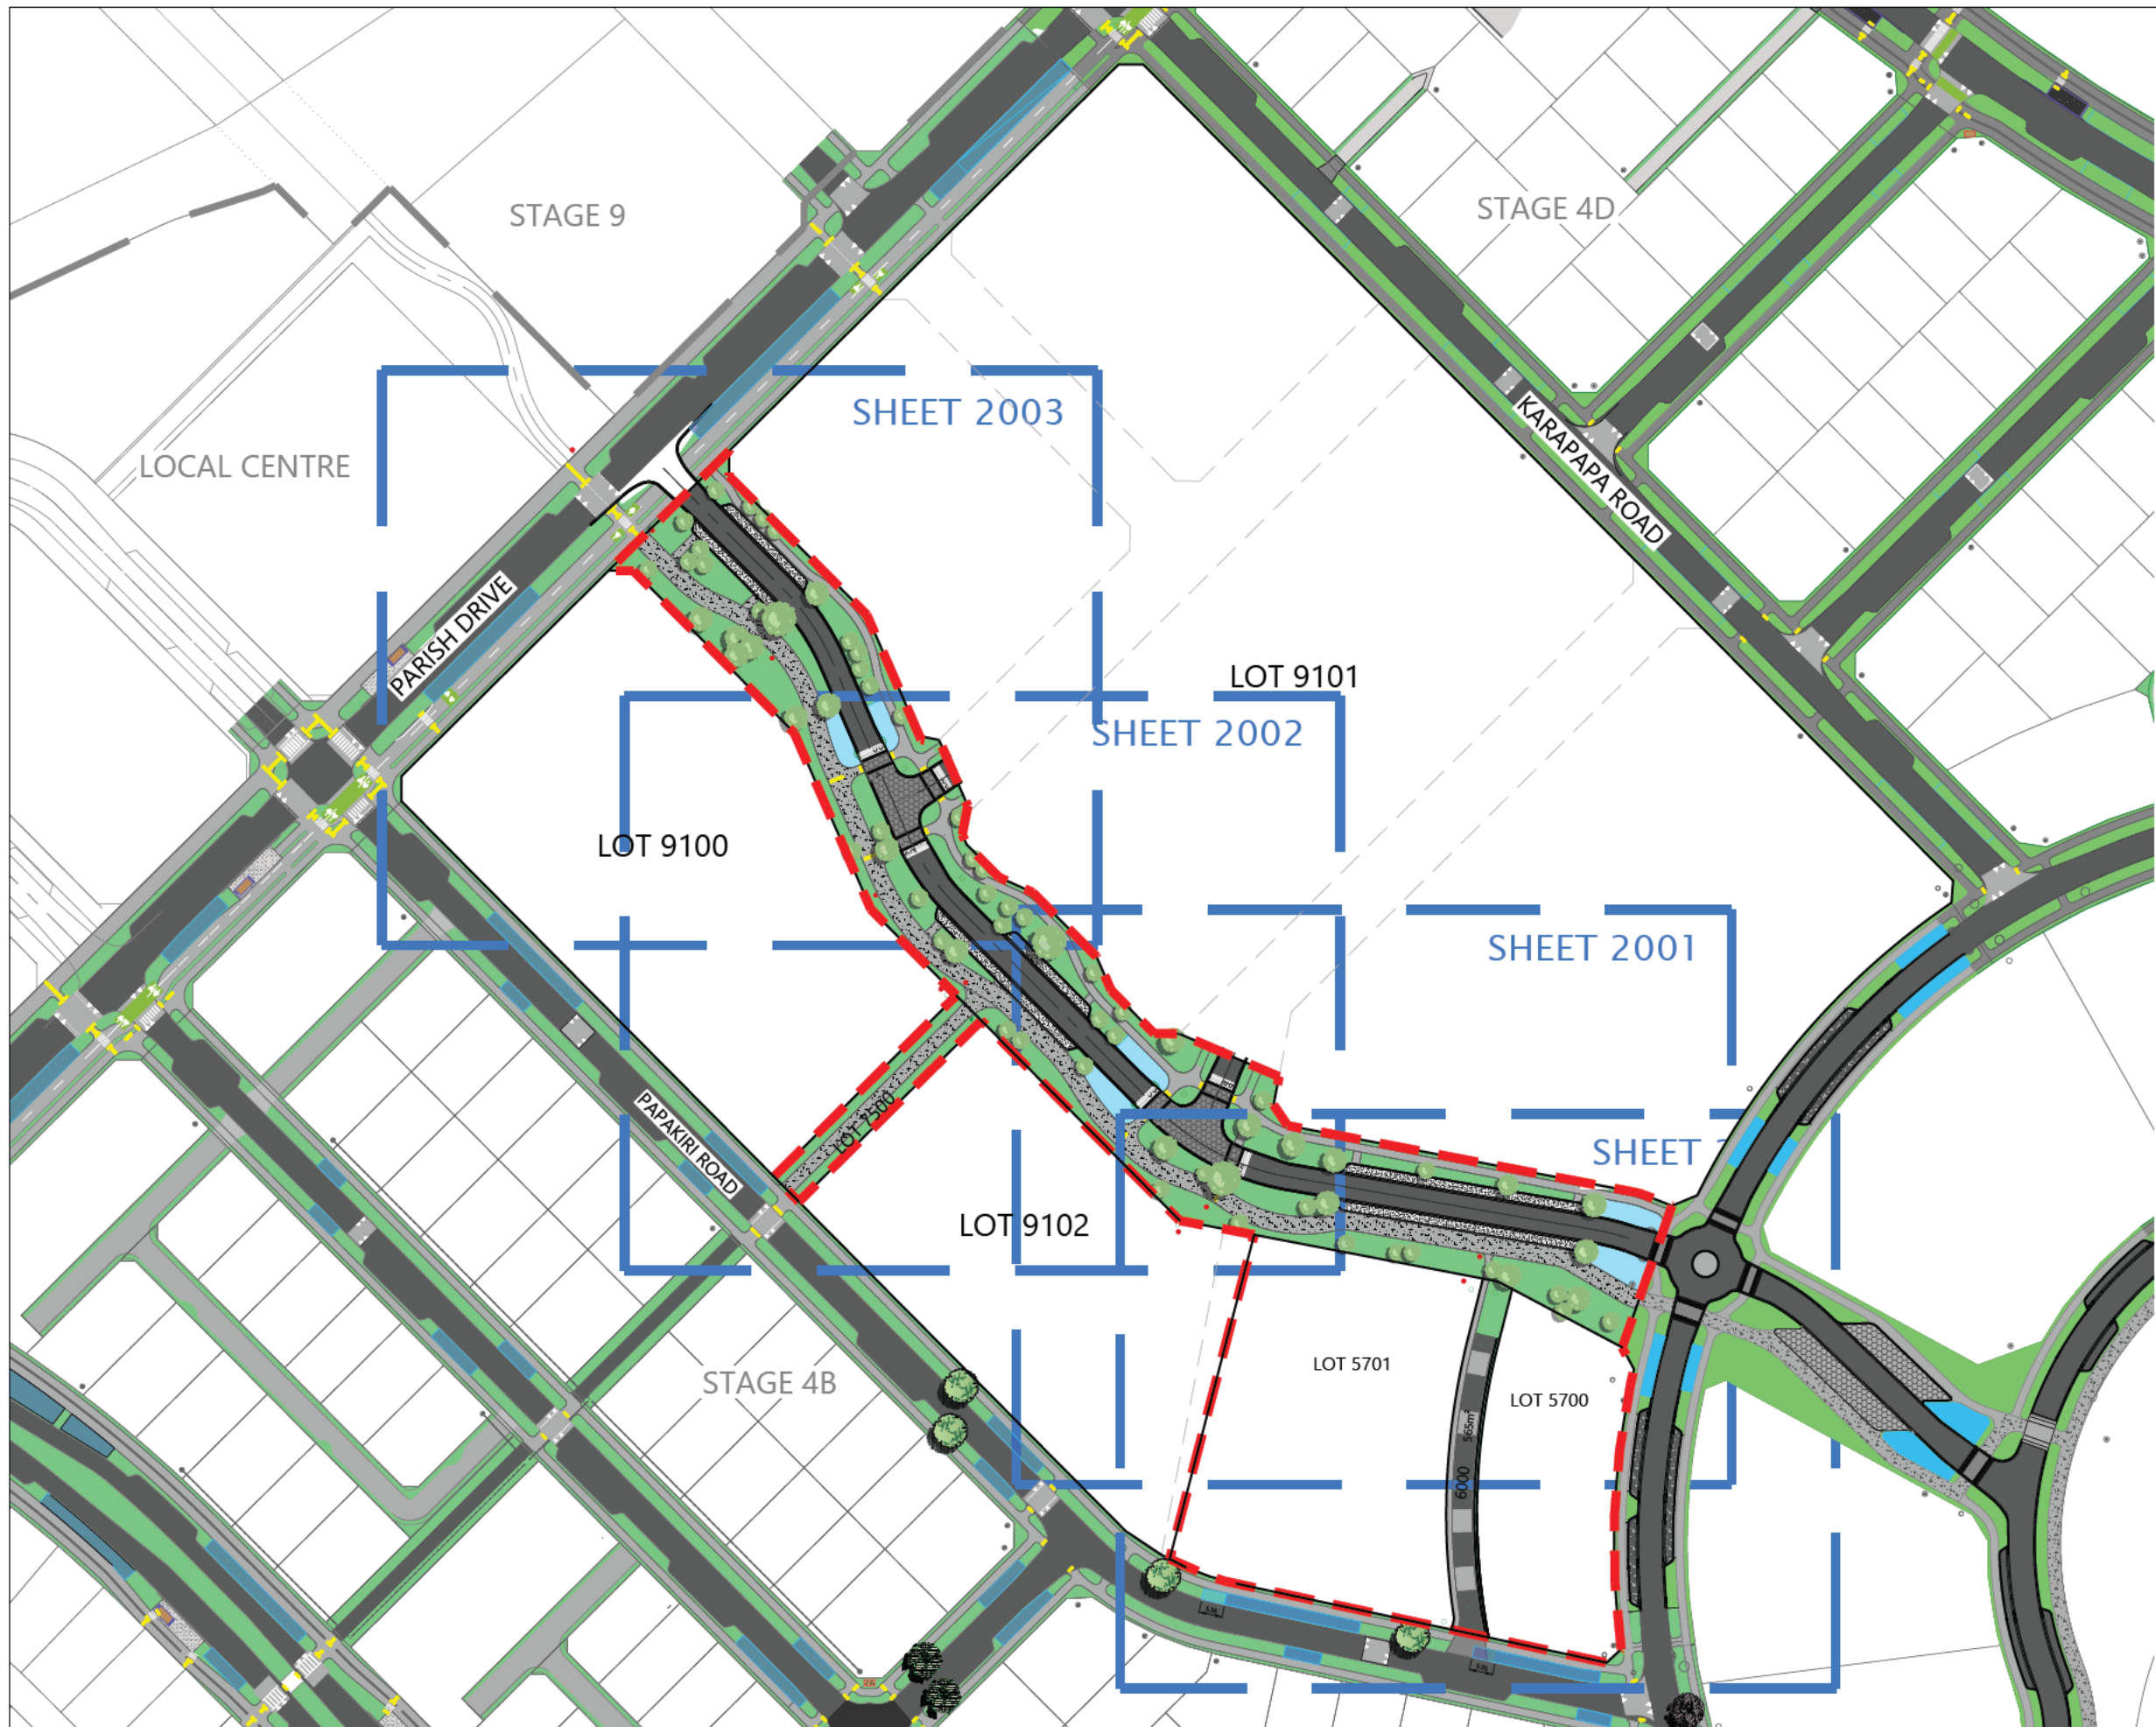 STAGE 9
STAGE 4D
SHEET 2003
LOCAL CENTRE
KARAPAPA ROAD
PARISH DRIVE
LOT 9101
SHEET 2002
LOT 9100
SHEET 2001
LOT 7500
PAPAKIRI ROAD
SHEET
LOT 9102
STAGE 4B
LOT 5701
LOT 5700
565m²
6000